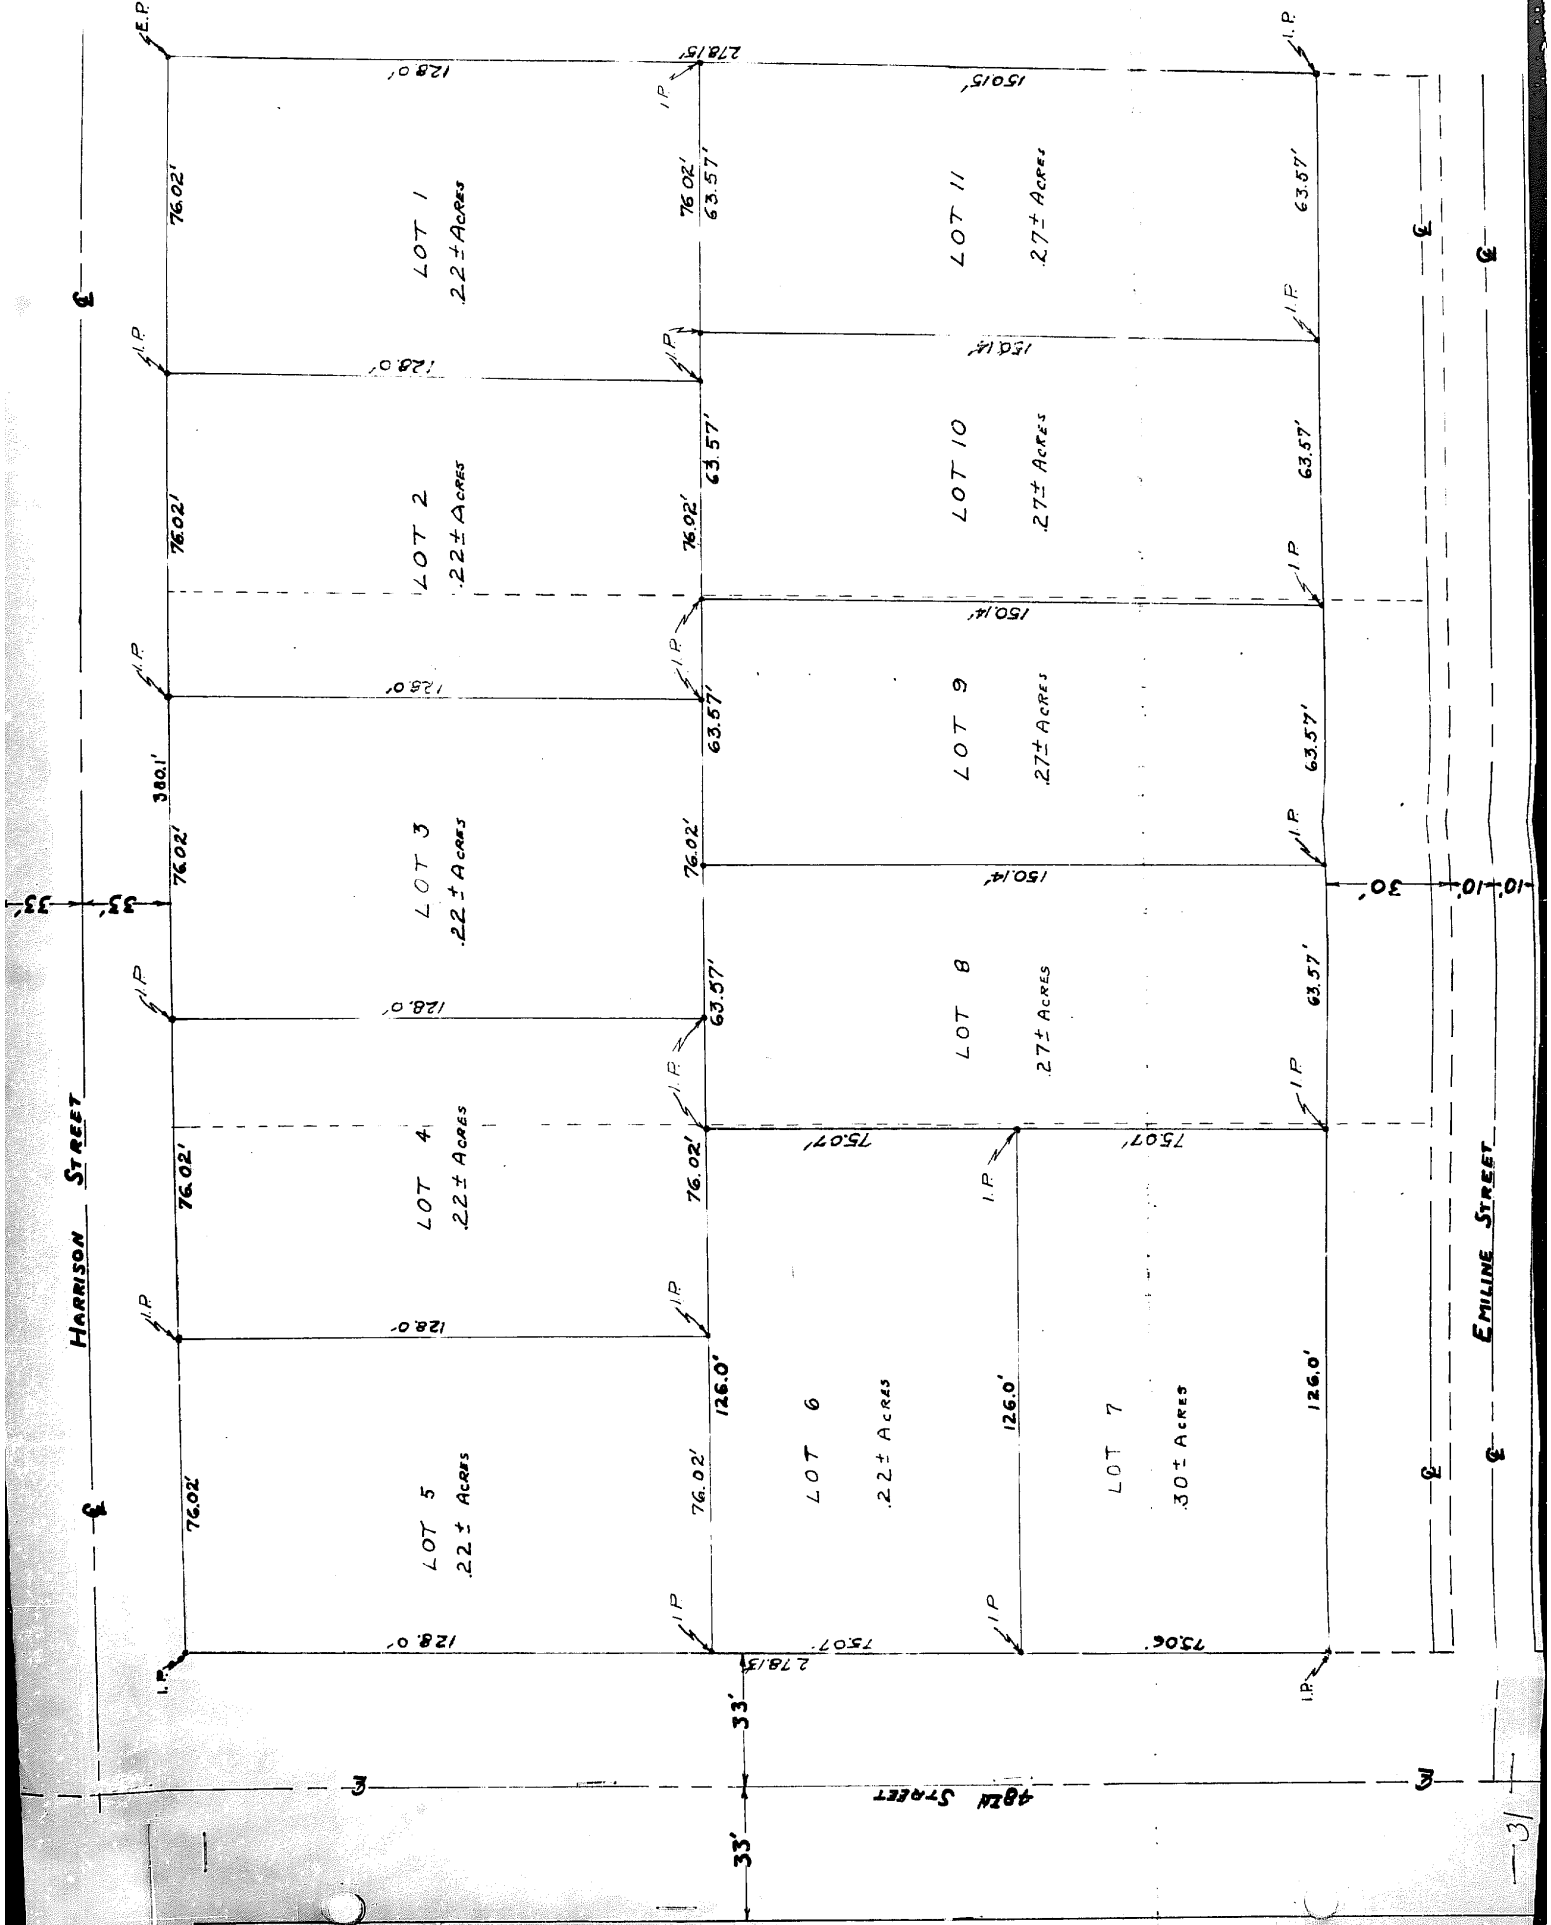 HARRISON STREET
33'
33'
380.1'
E.P.
I.P.
I.P.
I.P.
I.P.
I.P.
76.02'
76.02'
76.02'
76.02'
76.02'
128.0'
128.0'
128.0'
128.0'
128.0'
128.0'
LOT 1
.22± ACRES
LOT 2
.22± ACRES
LOT 3
.22± ACRES
LOT 4
.22± ACRES
LOT 5
.22± ACRES
278.15'
I.P.
I.P.
I.P.
I.P.
I.P.
I.P.
76.02'
76.02'
76.02'
76.02'
76.02'
63.57'
63.57'
63.57'
63.57'
126.0'
278.13'
LOT 6
.22± ACRES
75.07'
75.07'
I.P.
126.0'
I.P.
LOT 7
.30± ACRES
75.06'
75.07'
LOT 8
.27± ACRES
150.14'
LOT 9
.27± ACRES
150.14'
LOT 10
.27± ACRES
150.14'
LOT 11
.27± ACRES
150.15'
I.P.
I.P.
I.P.
I.P.
I.P.
I.P.
63.57'
63.57'
63.57'
63.57'
126.0'
30'
10'
10'
EMILINE STREET
48TH STREET
33'
33'
31